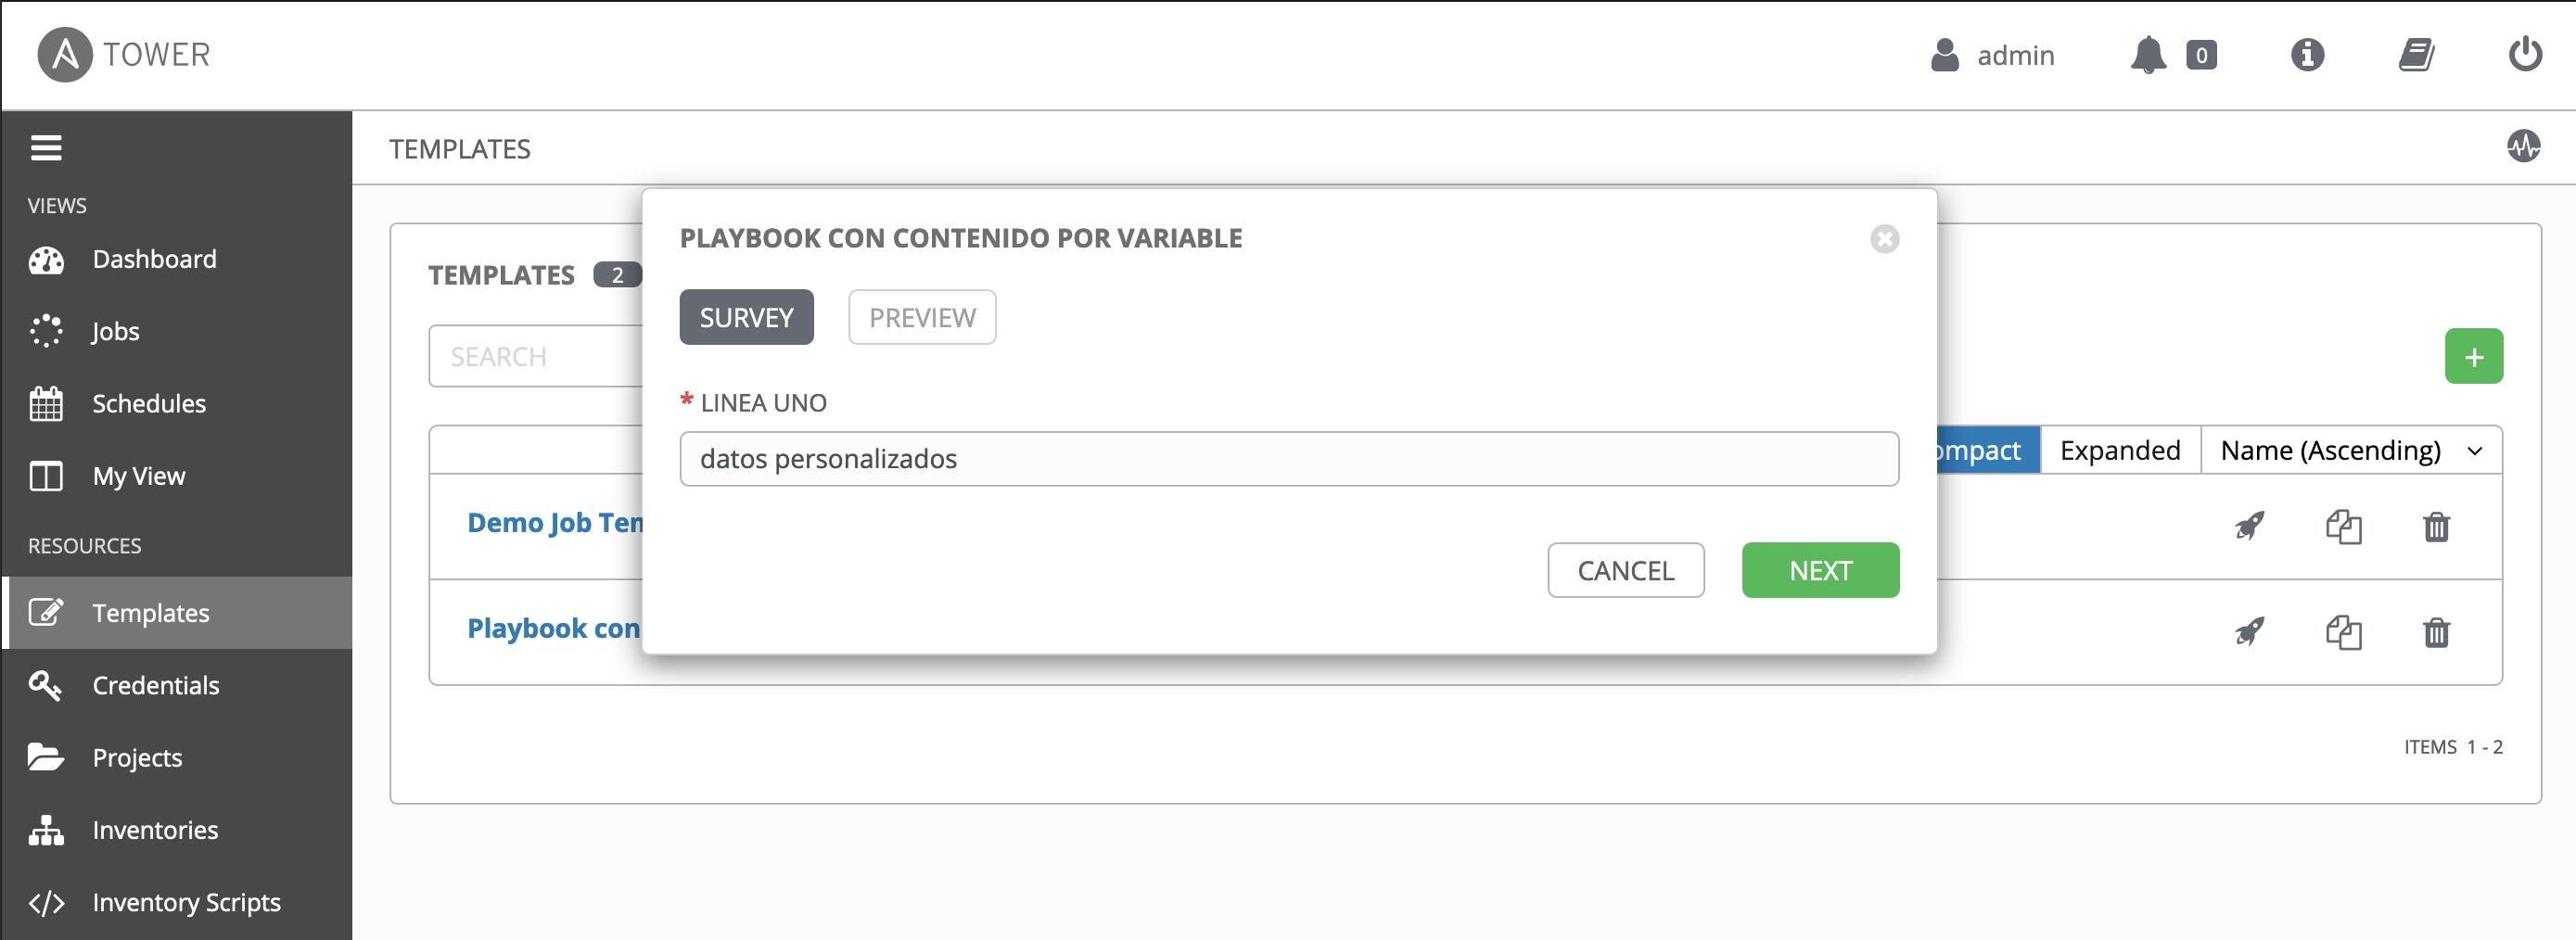 A TOWER
admin
0
VIEWS
Dashboard
Jobs
Schedules
My View
RESOURCES
Templates
Credentials
Projects
Inventories
Inventory Scripts
TEMPLATES
TEMPLATES 2
SEARCH
+
ompact Expanded Name (Ascending)
Demo Job Tem
Playbook con
ITEMS 1 - 2
PLAYBOOK CON CONTENIDO POR VARIABLE
SURVEY PREVIEW
* LINEA UNO
datos personalizados
CANCEL NEXT